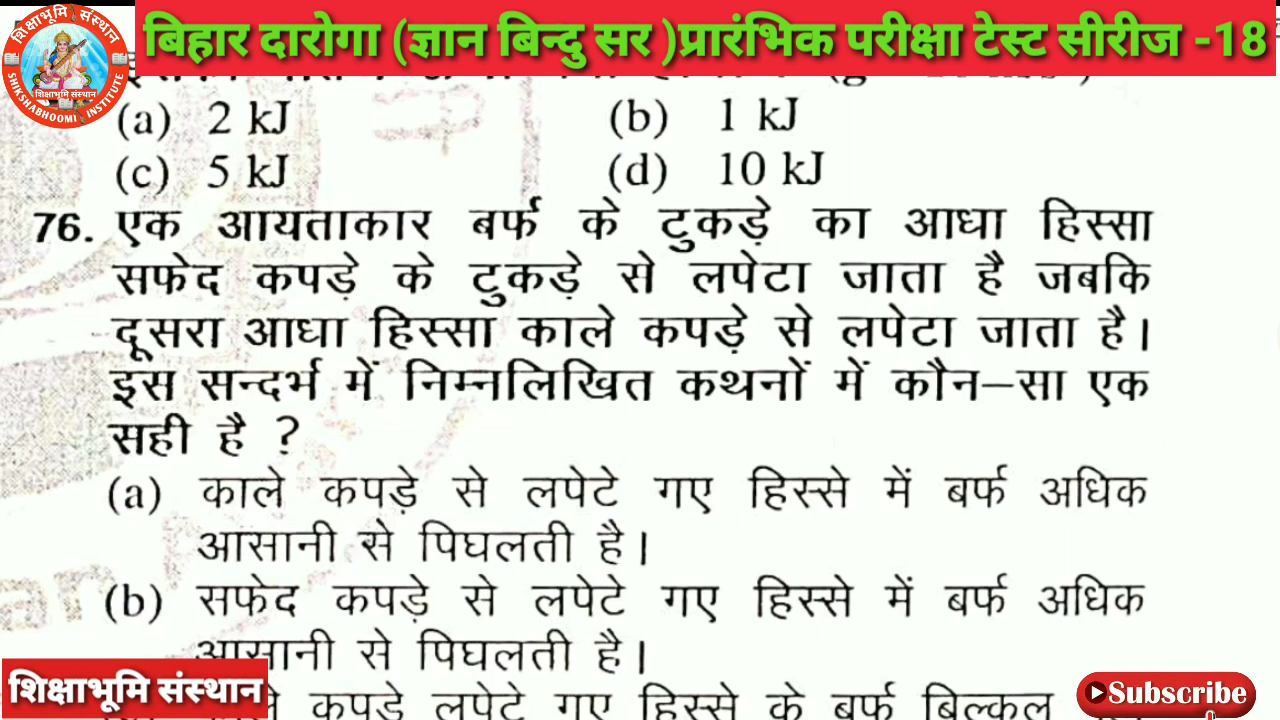 बिहार दारोगा (ज्ञान बिन्दु सर )प्रारंभिक परीक्षा टेस्ट सीरीज -18
शिक्षाभूमि संस्थान
शिक्षाभूमि संस्थान
SHIKSHABHOOMI INSTITUTE
(a) 2 kJ (b) 1 kJ
(c) 5 kJ (d) 10 kJ
76. एक आयताकार बर्फ के टुकड़े का आधा हिस्सा
सफेद कपड़े के टुकड़े से लपेटा जाता है जबकि
दूसरा आधा हिस्सा काले कपड़े से लपेटा जाता है।
इस सन्दर्भ में निम्नलिखित कथनों में कौन–सा एक
सही है ?
(a) काले कपड़े से लपेटे गए हिस्से में बर्फ अधिक
आसानी से पिघलती है।
(b) सफेद कपड़े से लपेटे गए हिस्से में बर्फ अधिक
आसानी से पिघलती है।
कपड़े लपेटे गए हिस्से के बर्फ बिल्कुल
शिक्षाभूमि संस्थान
Subscribe